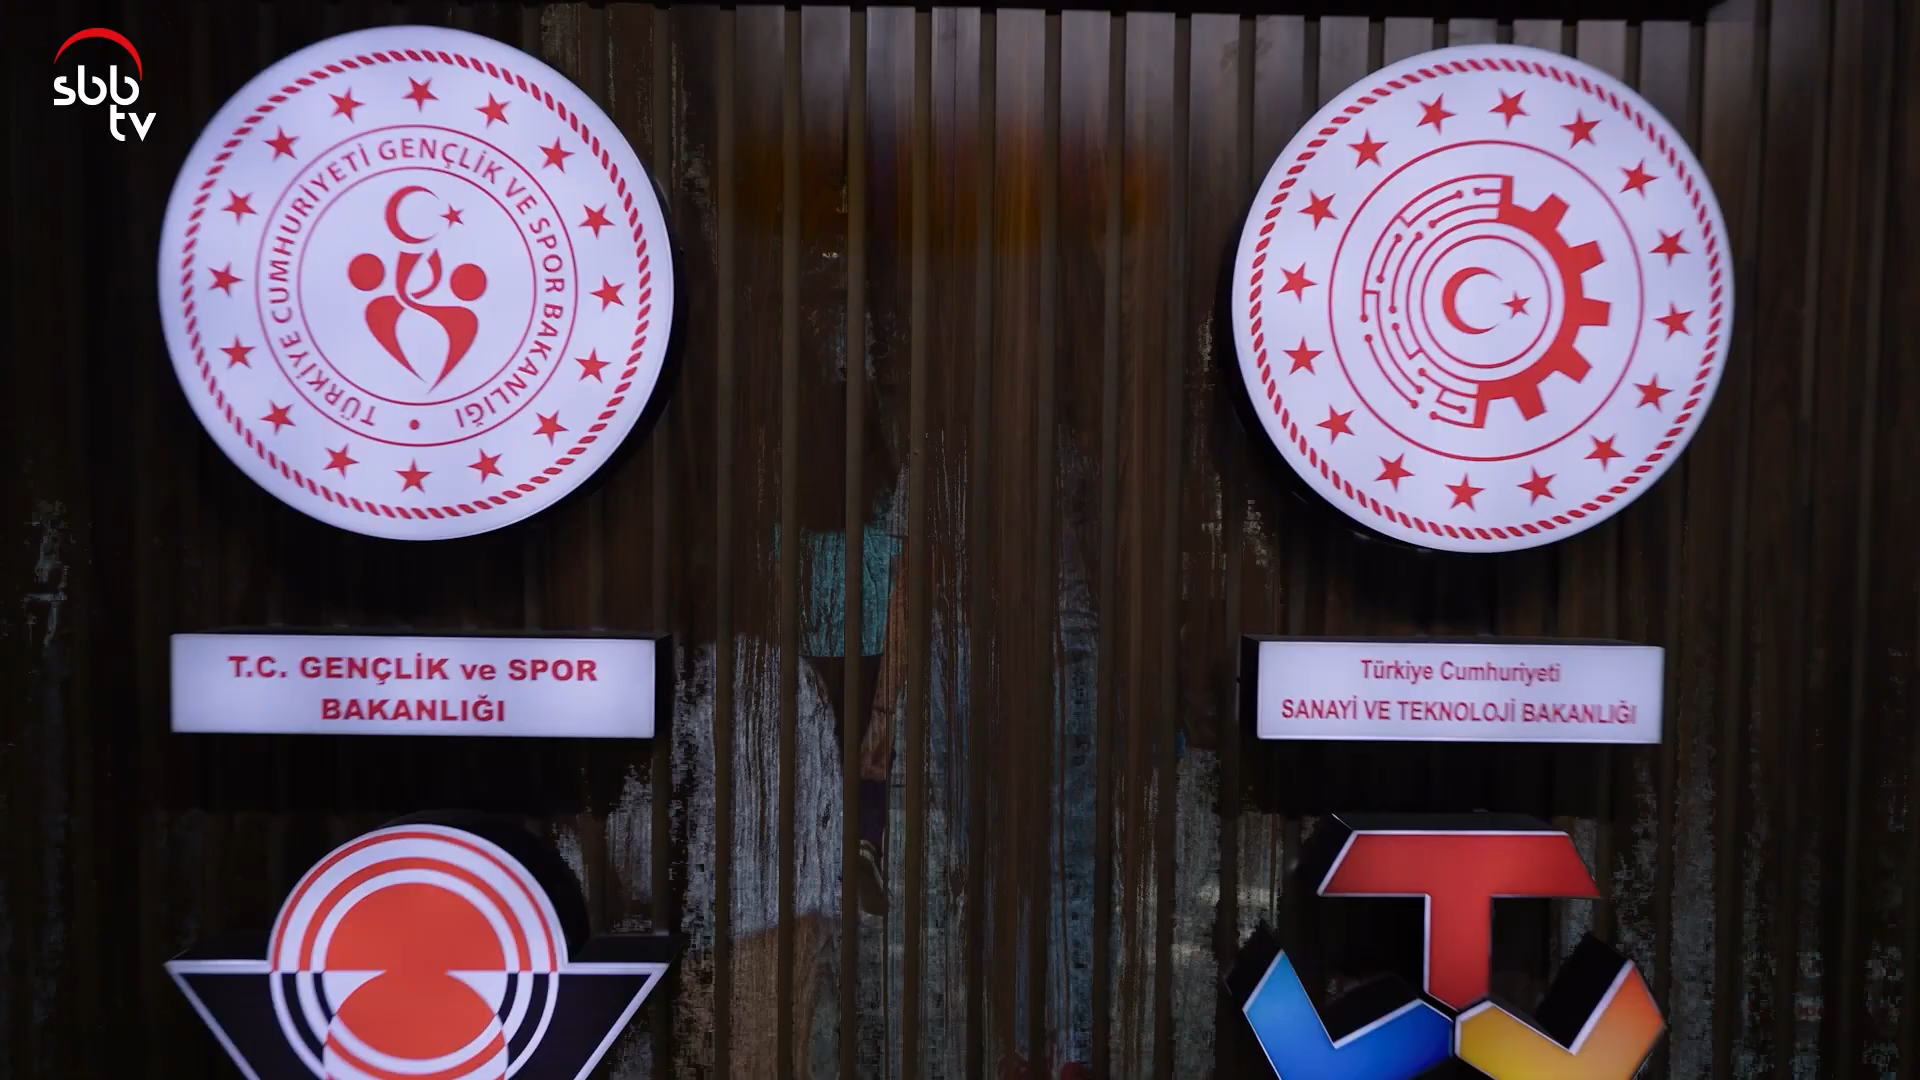 sbb
tv
TÜRKİYE CUMHURİYETİ GENÇLİK VE SPOR BAKANLIĞI
T.C. GENÇLİK ve SPOR
BAKANLIĞI
Türkiye Cumhuriyeti
SANAYİ VE TEKNOLOJİ BAKANLIĞI